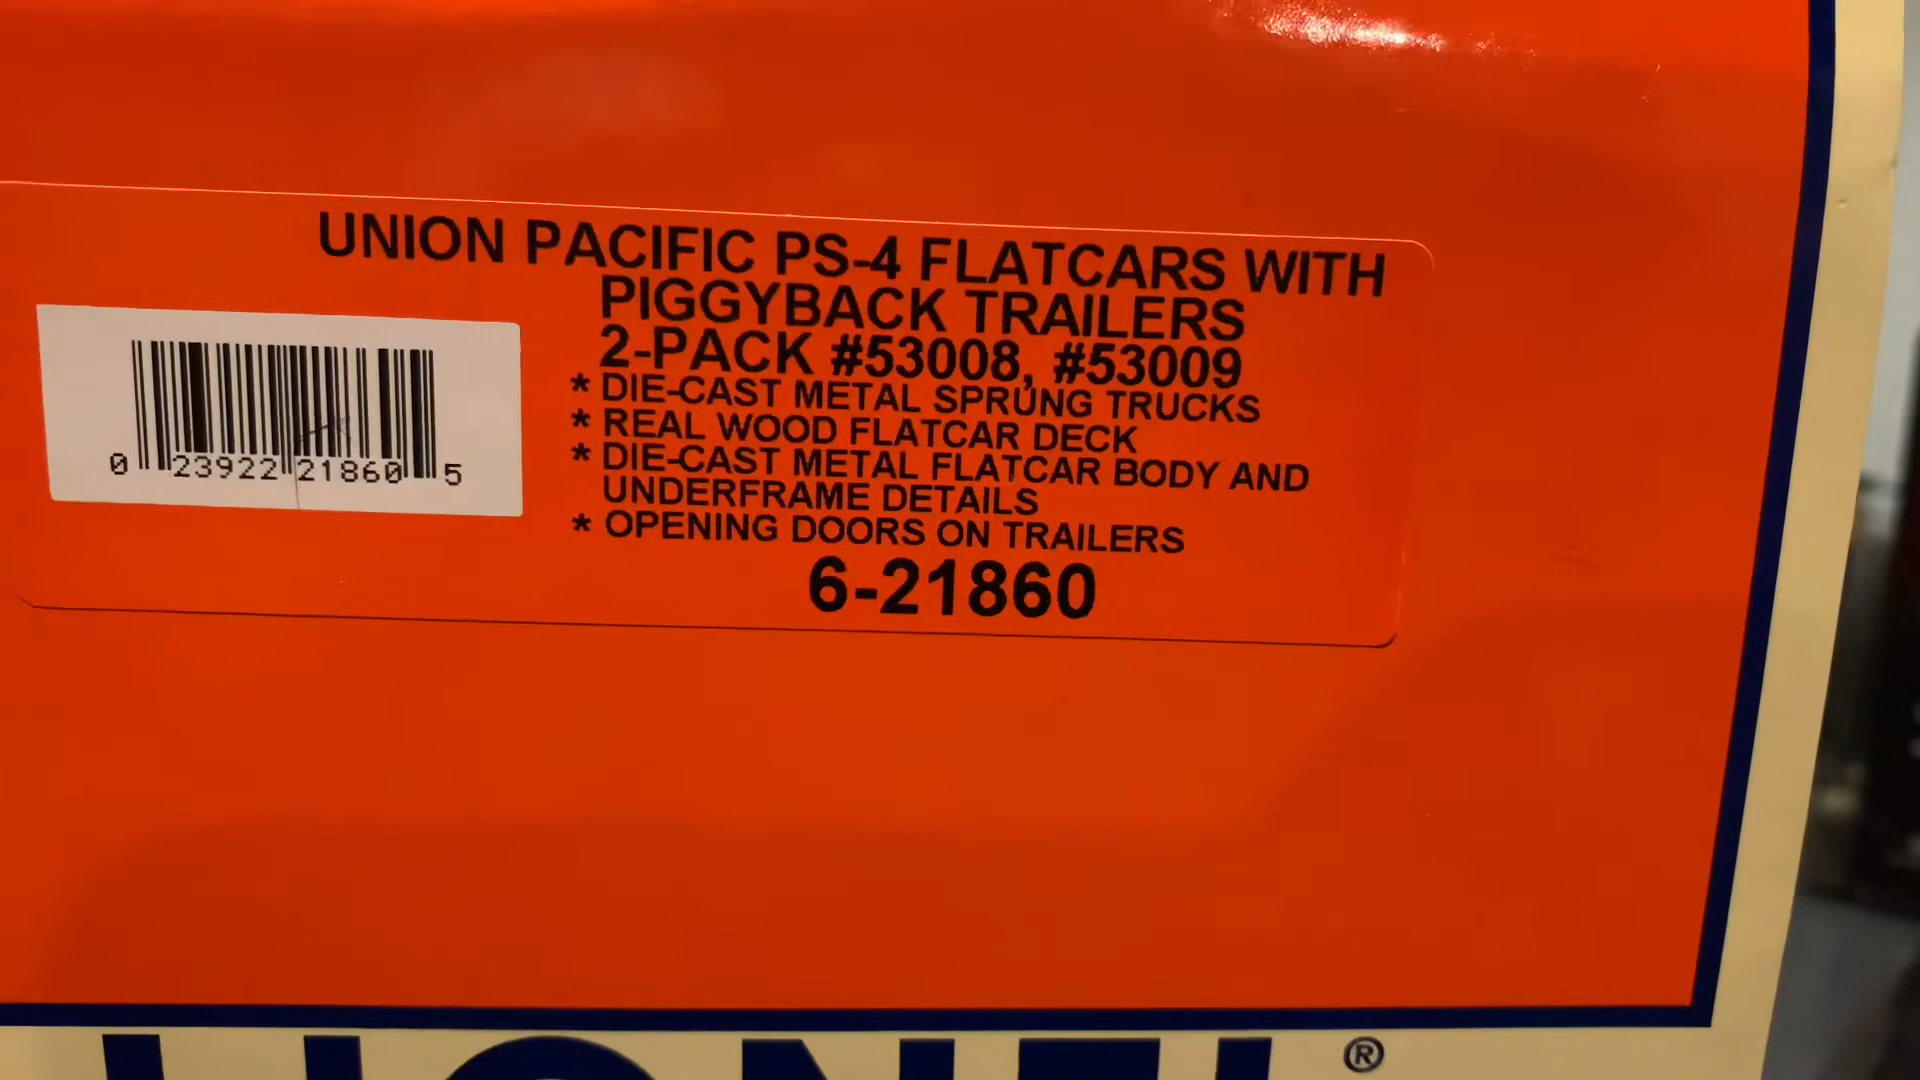 UNION PACIFIC PS-4 FLATCARS WITH
PIGGYBACK TRAILERS
2-PACK #53008, #53009
* DIE-CAST METAL SPRUNG TRUCKS
* REAL WOOD FLATCAR DECK
* DIE-CAST METAL FLATCAR BODY AND
UNDERFRAME DETAILS
* OPENING DOORS ON TRAILERS
6-21860
0 23922 21860 5
LIONEL®